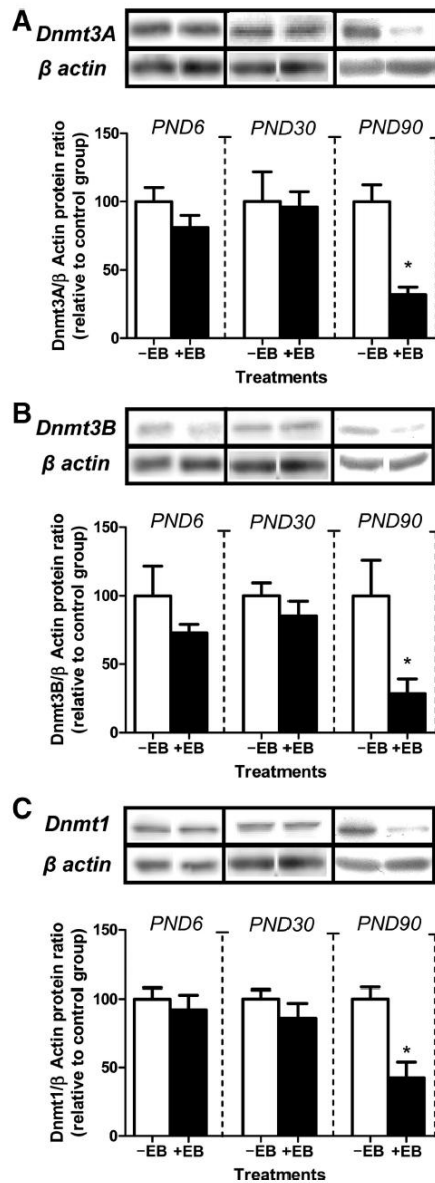 A
Dnmt3A
β actin
PND6 PND30 PND90
Dnmt3A/β Actin protein ratio
(relative to control group)
150
100
50
0
−EB +EB −EB +EB −EB +EB
*
Treatments
B
Dnmt3B
β actin
PND6 PND30 PND90
Dnmt3B/β Actin protein ratio
(relative to control group)
150
100
50
0
−EB +EB −EB +EB −EB +EB
*
Treatments
C
Dnmt1
β actin
PND6 PND30 PND90
Dnmt1/β Actin protein ratio
(relative to control group)
150
100
50
0
−EB +EB −EB +EB −EB +EB
*
Treatments